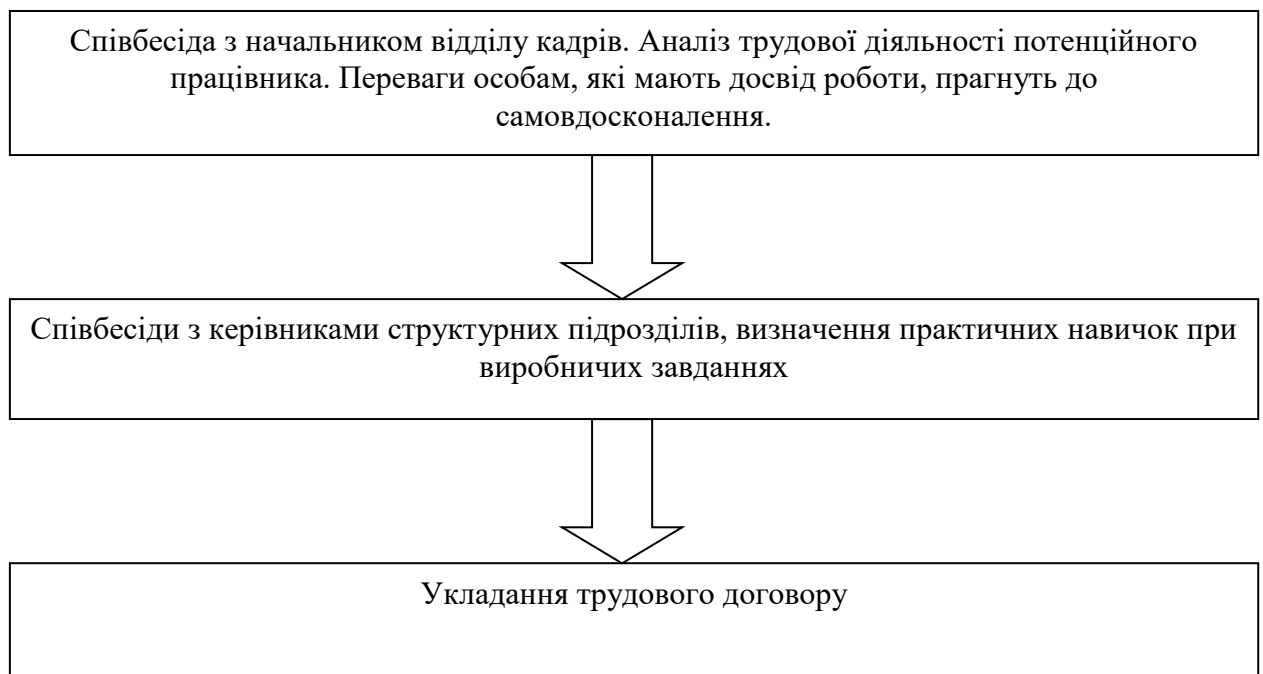 Співбесіда з начальником відділу кадрів. Аналіз трудової діяльності потенційного
працівника. Переваги особам, які мають досвід роботи, прагнуть до
самовдосконалення.
Співбесіди з керівниками структурних підрозділів, визначення практичних навичок при
виробничих завданнях
Укладання трудового договору